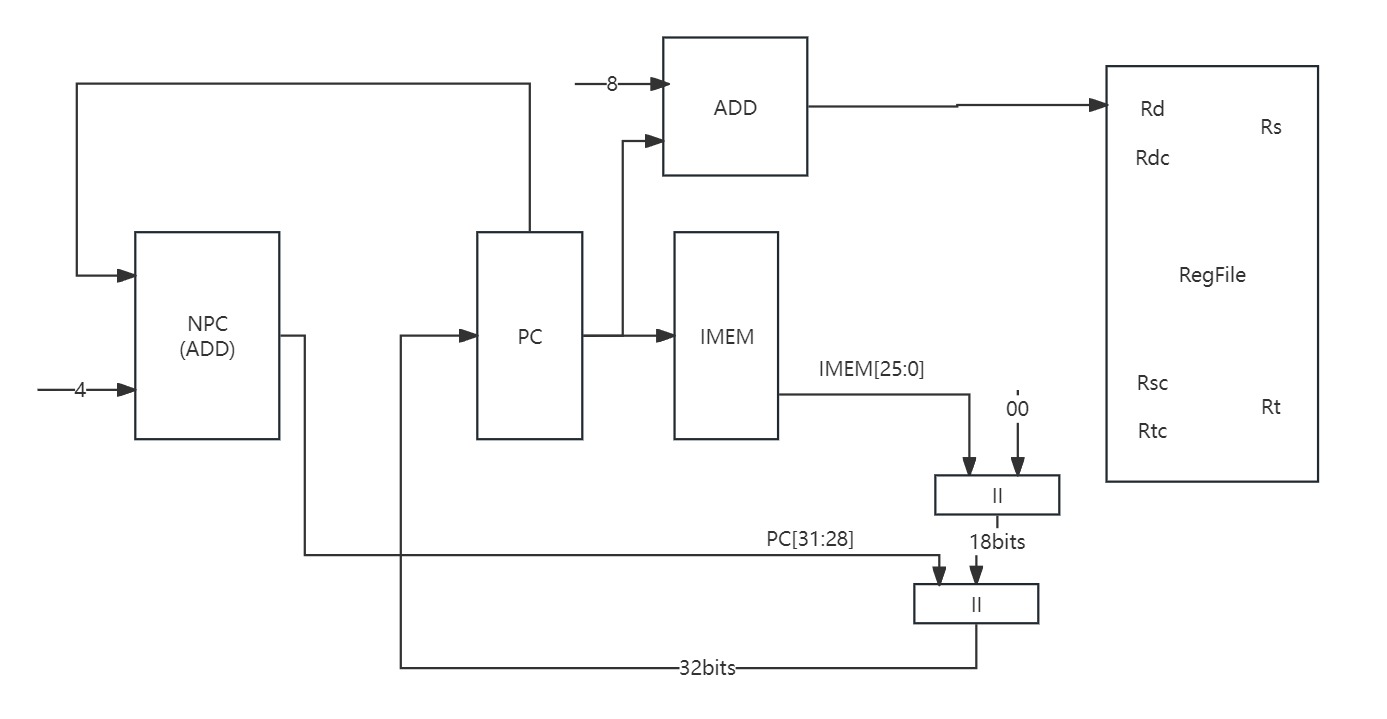 8
ADD
Rd
Rs
Rdc
RegFile
NPC
(ADD)
PC
IMEM
4
IMEM[25:0]
00
Rsc
Rt
Rtc
II
PC[31:28]
18bits
II
32bits